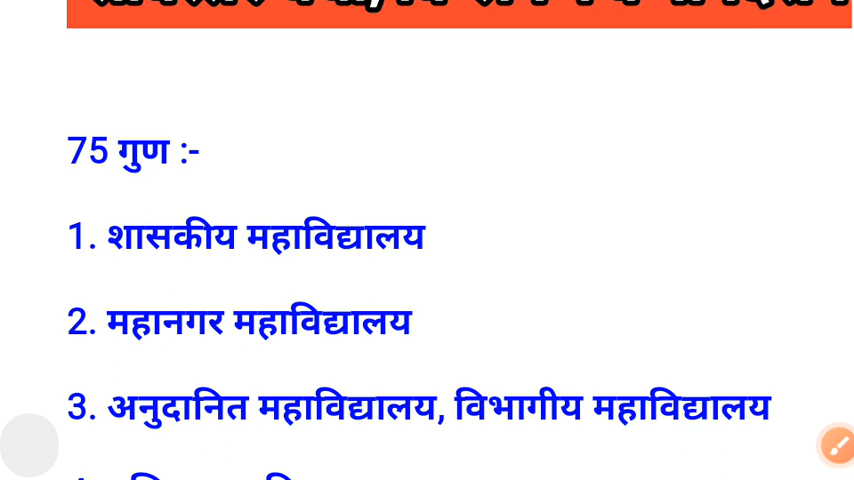 75 गुण :-
1. शासकीय महाविद्यालय
2. महानगर महाविद्यालय
3. अनुदानित महाविद्यालय, विभागीय महाविद्यालय